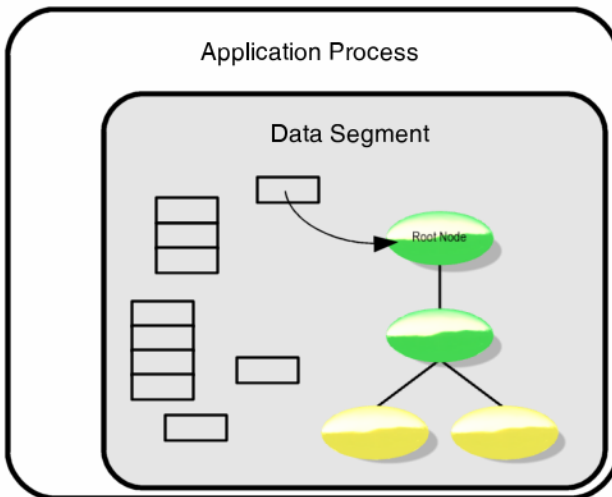 Application Process
Data Segment
Root Node